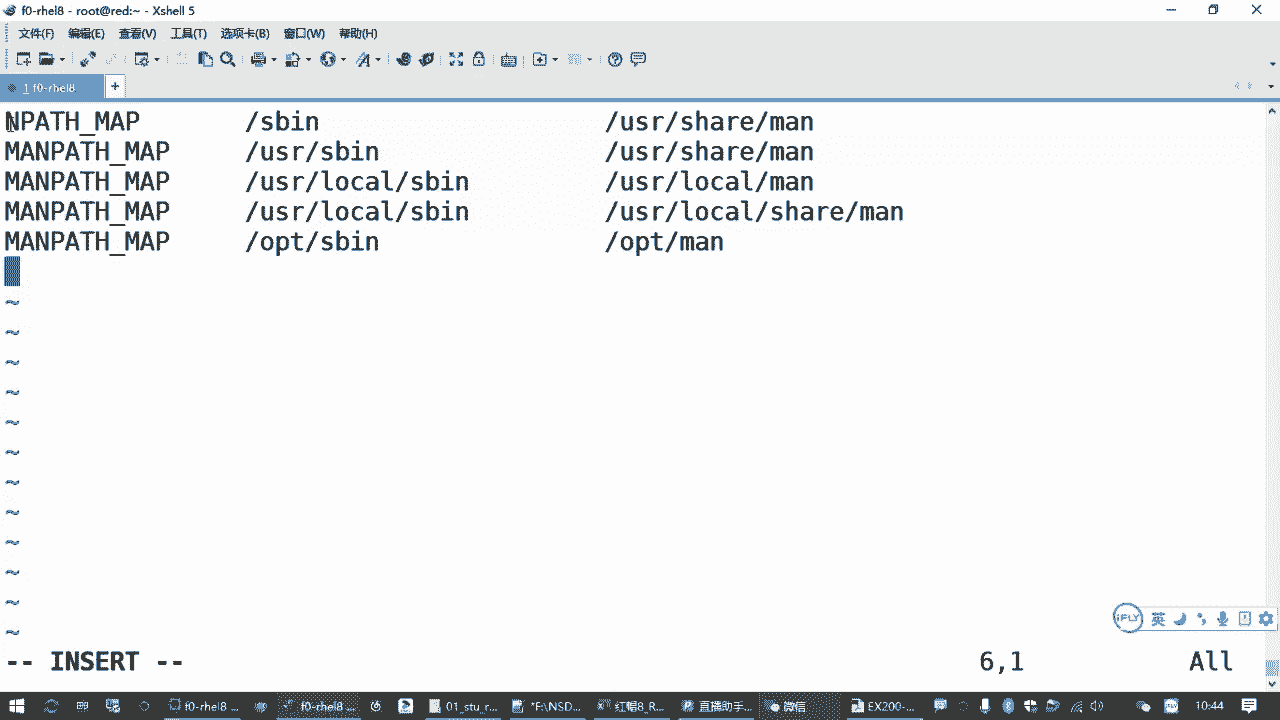 f0-rhel8 - root@red:~ - Xshell 5
文件(F) 编辑(E) 查看(V) 工具(T) 选项卡(B) 窗口(W) 帮助(H)
1 f0-rhel8 +
NPATH_MAP /sbin /usr/share/man
MANPATH_MAP /usr/sbin /usr/share/man
MANPATH_MAP /usr/local/sbin /usr/local/man
MANPATH_MAP /usr/local/sbin /usr/local/share/man
MANPATH_MAP /opt/sbin /opt/man
~
~
~
~
~
~
~
~
~
~
~
~
iFLY 英
-- INSERT -- 6,1 All
f0-rhel8 ... f0-rhel8 ... 01_stu_r... *F:\NSD... 红帽8_R... 直播助手... 微信 EX200-... 10:44